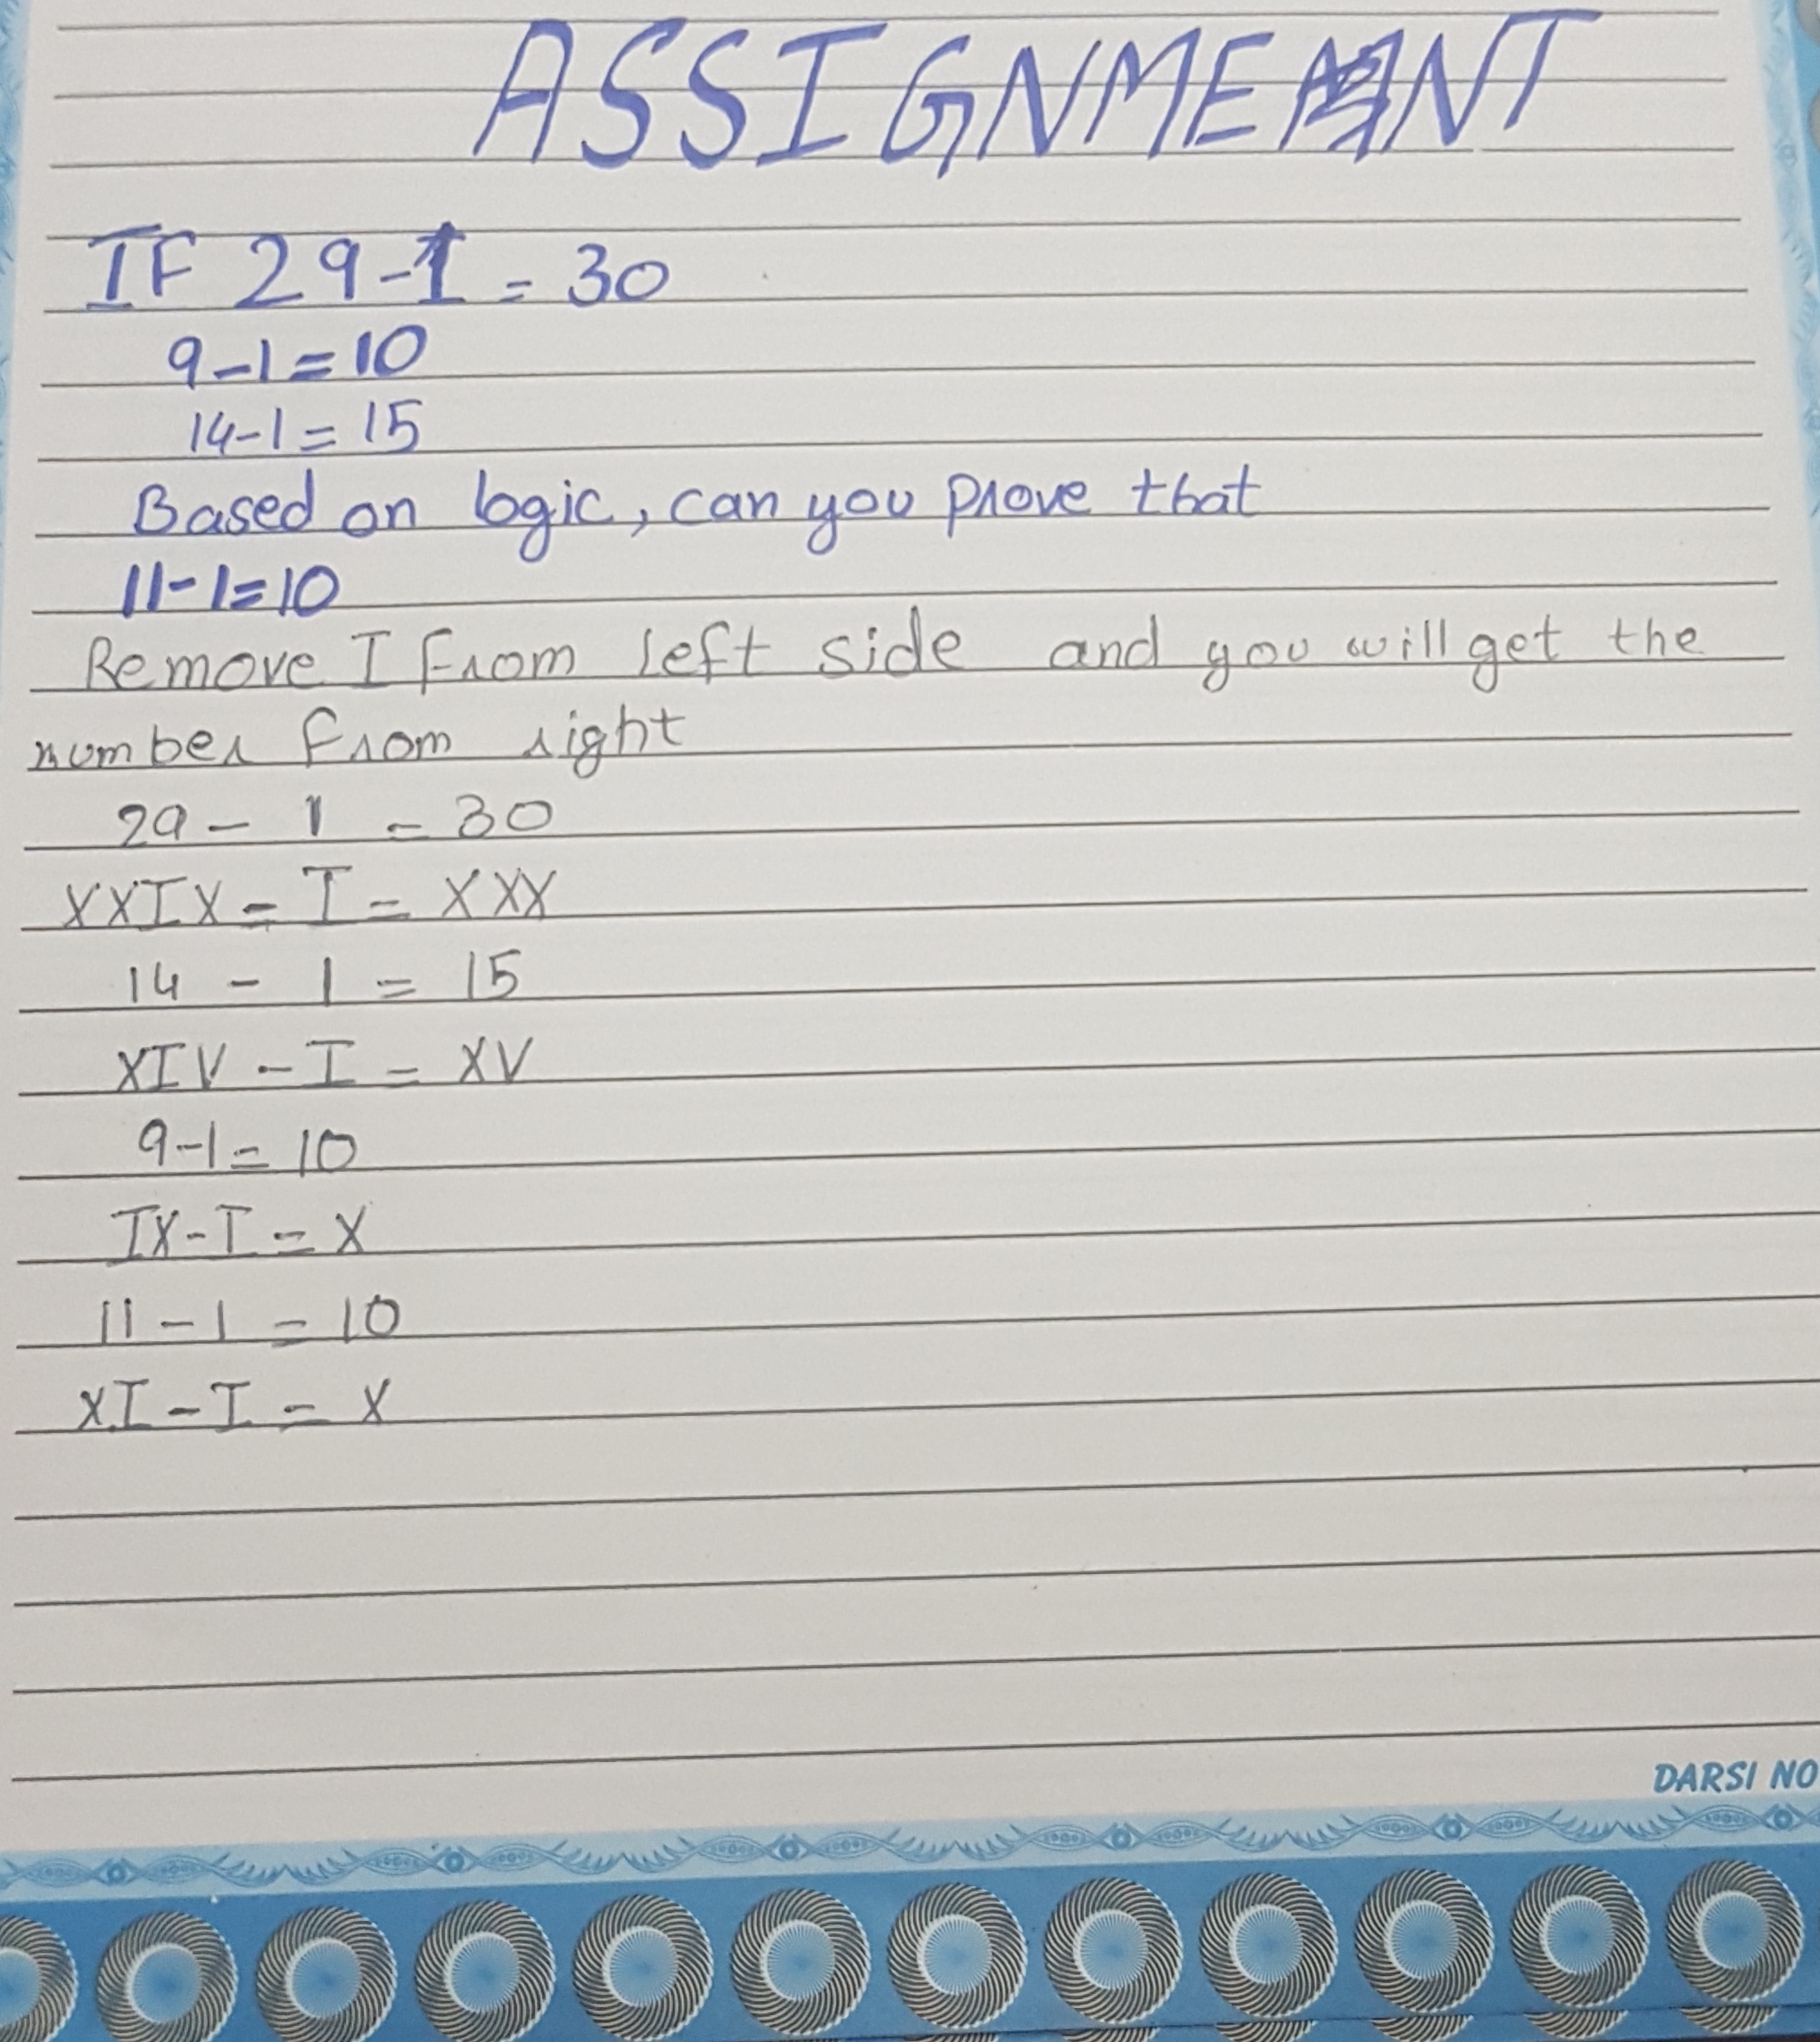 ASSIGNMENT
IF 29-1 = 30
9-1=10
14-1=15
Based on logic, can you prove that
11-1=10
Remove I From left side and you will get the
number from right
29 - 1 = 30
XXIX - I = XXX
14 - 1 = 15
XIV - I = XV
9-1= 10
IX-I = X
11-1 = 10
XI-I = X
DARSI NO